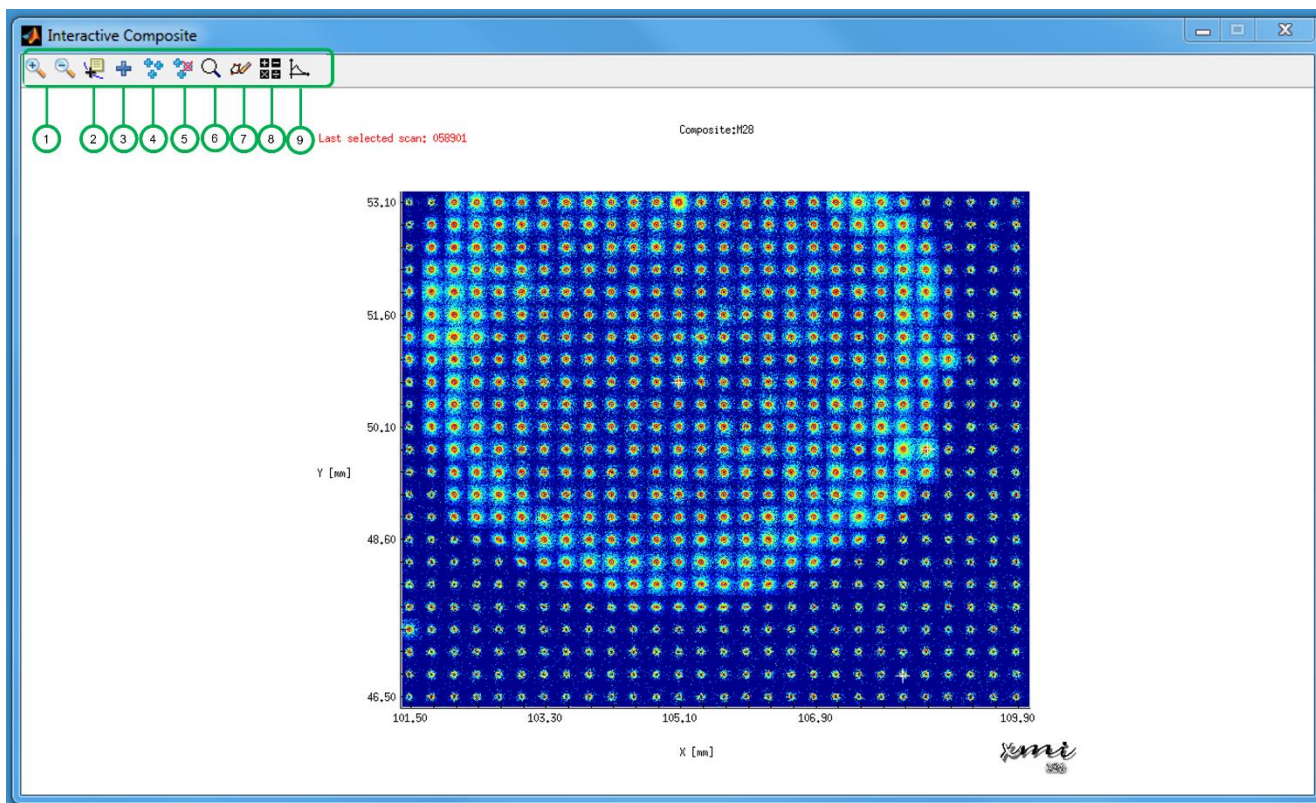 Interactive Composite
1 2 3 4 5 6 7 8 9
Last selected scan: 058901
Composite:M28
53,10
51,60
50,10
Y [mm]
48,60
46,50
101,50 103,30 105,10 106,90 109,90
X [mm]
xmi